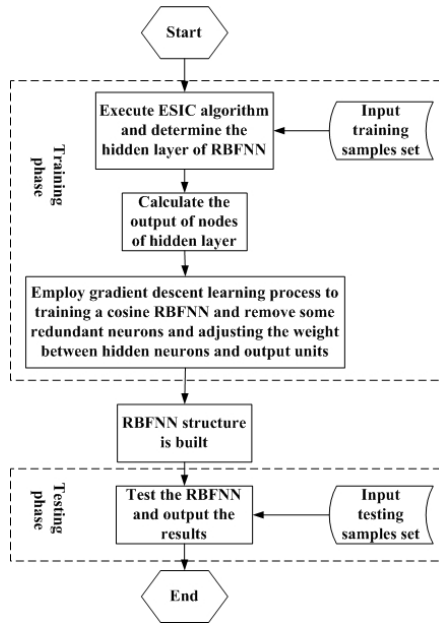 Start
Execute ESIC algorithm
and determine the
hidden layer of RBFNN
Input
training
samples set
Training
phase
Calculate the
output of nodes
of hidden layer
Employ gradient descent learning process to
training a cosine RBFNN and remove some
redundant neurons and adjusting the weight
between hidden neurons and output units
RBFNN structure
is built
Testing
phase
Test the RBFNN
and output the
results
Input
testing
samples set
End